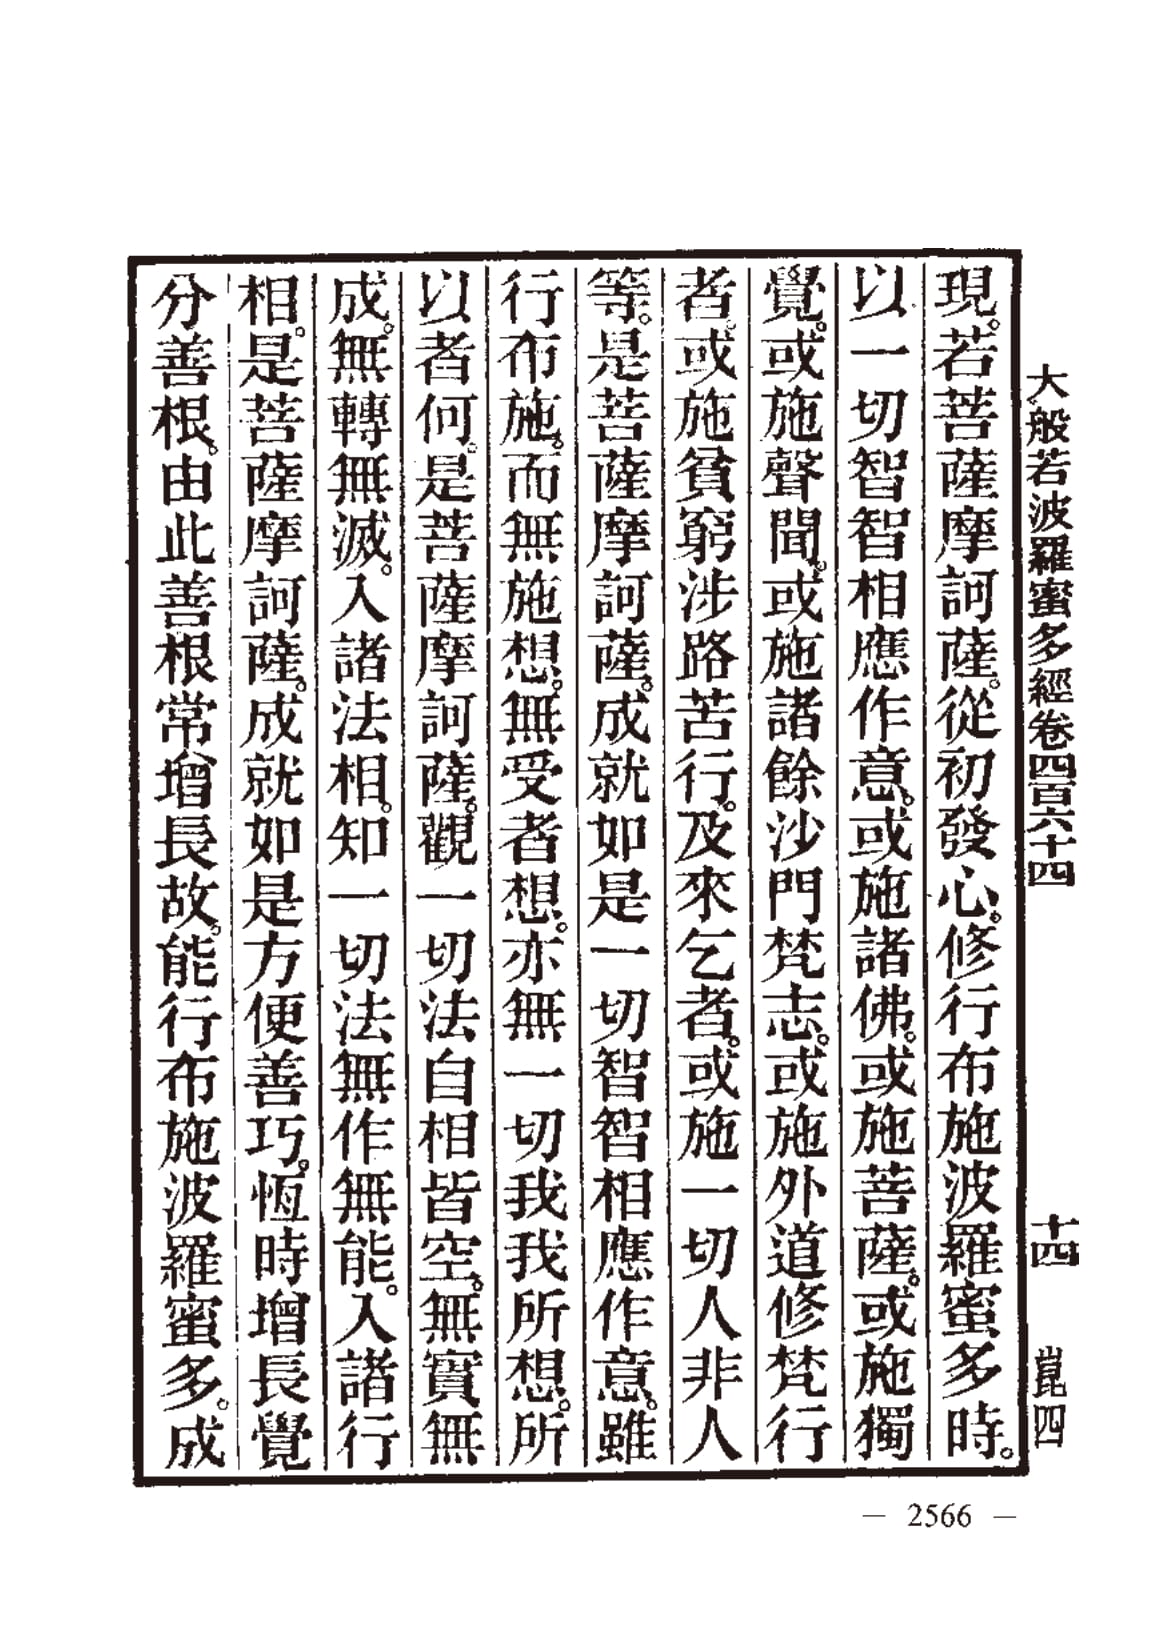 大般若波羅蜜多經卷四百六十四　十四　崑四
現。若菩薩摩訶薩。從初發心。修行布施波羅蜜多時。
以一切智智相應作意。或施諸佛。或施菩薩。或施獨
覺。或施聲聞。或施諸餘沙門梵志。或施外道修梵行
者。或施貧窮涉路苦行。及來乞者。或施一切人非人
等。是菩薩摩訶薩。成就如是一切智智相應作意。雖
行布施。而無施想。無受者想。亦無一切我我所想。所
以者何。是菩薩摩訶薩。觀一切法自相皆空。無實無
成。無轉無滅。入諸法相。知一切法無作無能。入諸行
相。是菩薩摩訶薩。成就如是方便善巧。恆時增長覺
分善根。由此善根常增長故。能行布施波羅蜜多。成
— 2566 —